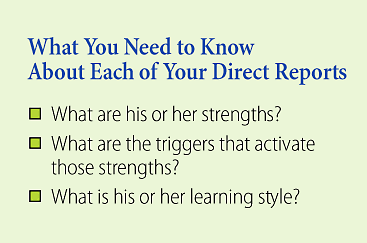 What You Need to Know
About Each of Your Direct Reports
What are his or her strengths?
What are the triggers that activate
those strengths?
What is his or her learning style?